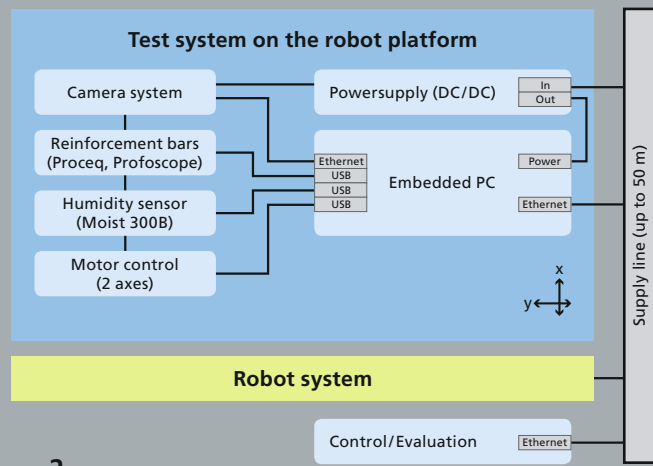 Test system on the robot platform
Camera system
Powersupply (DC/DC)
In
Out
Reinforcement bars
(Proceq, Profoscope)
Humidity sensor
(Moist 300B)
Motor control
(2 axes)
Ethernet
USB
USB
USB
Embedded PC
Power
Ethernet
x
y
Supply line (up to 50 m)
Robot system
Control/Evaluation
Ethernet